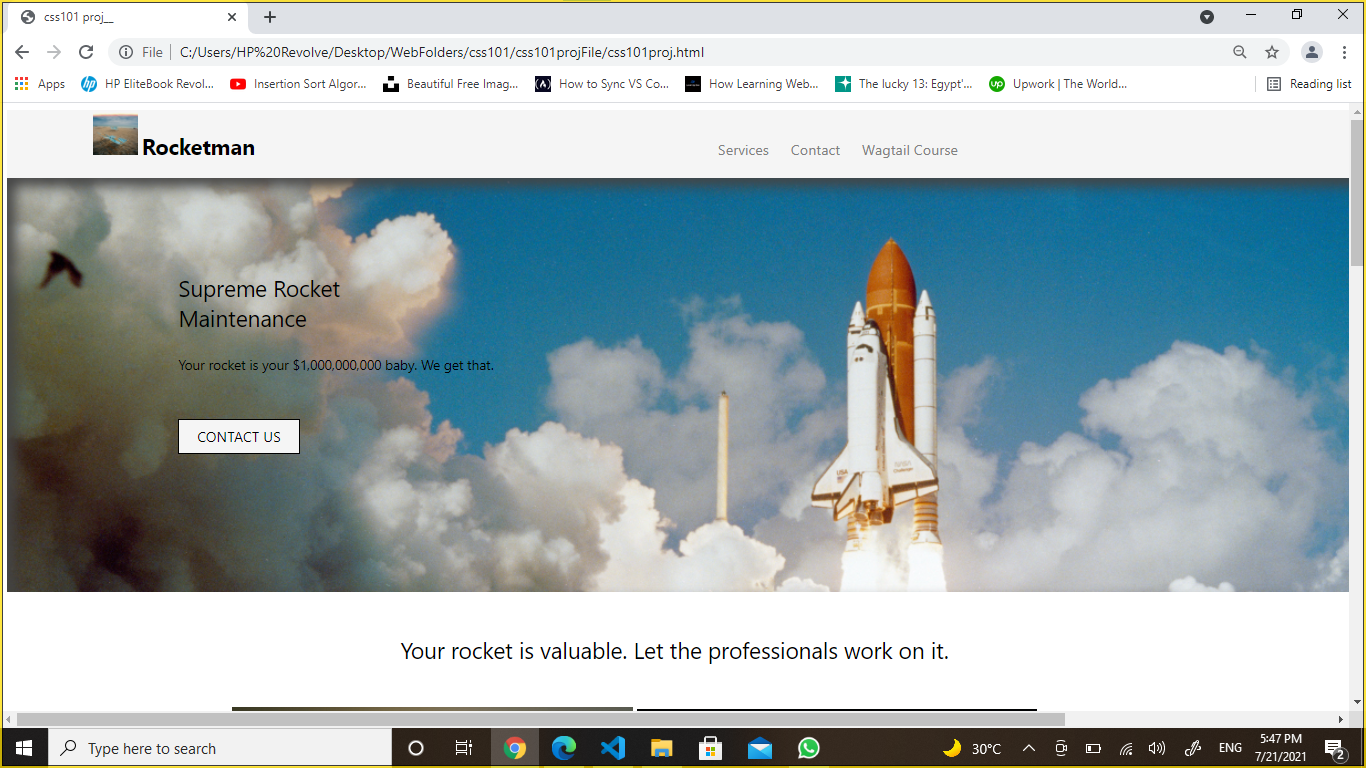 css101 proj__
File
C:/Users/HP%20Revolve/Desktop/WebFolders/css101/css101projFile/css101proj.html
Apps
HP EliteBook Revol...
Insertion Sort Algor...
Beautiful Free Imag...
How to Sync VS Co...
How Learning Web...
The lucky 13: Egypt'...
Upwork | The World...
Reading list
Rocketman
Services
Contact
Wagtail Course
Supreme Rocket
Maintenance
Your rocket is your $1,000,000,000 baby. We get that.
CONTACT US
USA
Your rocket is valuable. Let the professionals work on it.
Type here to search
30°C
ENG
5:47 PM
7/21/2021
2